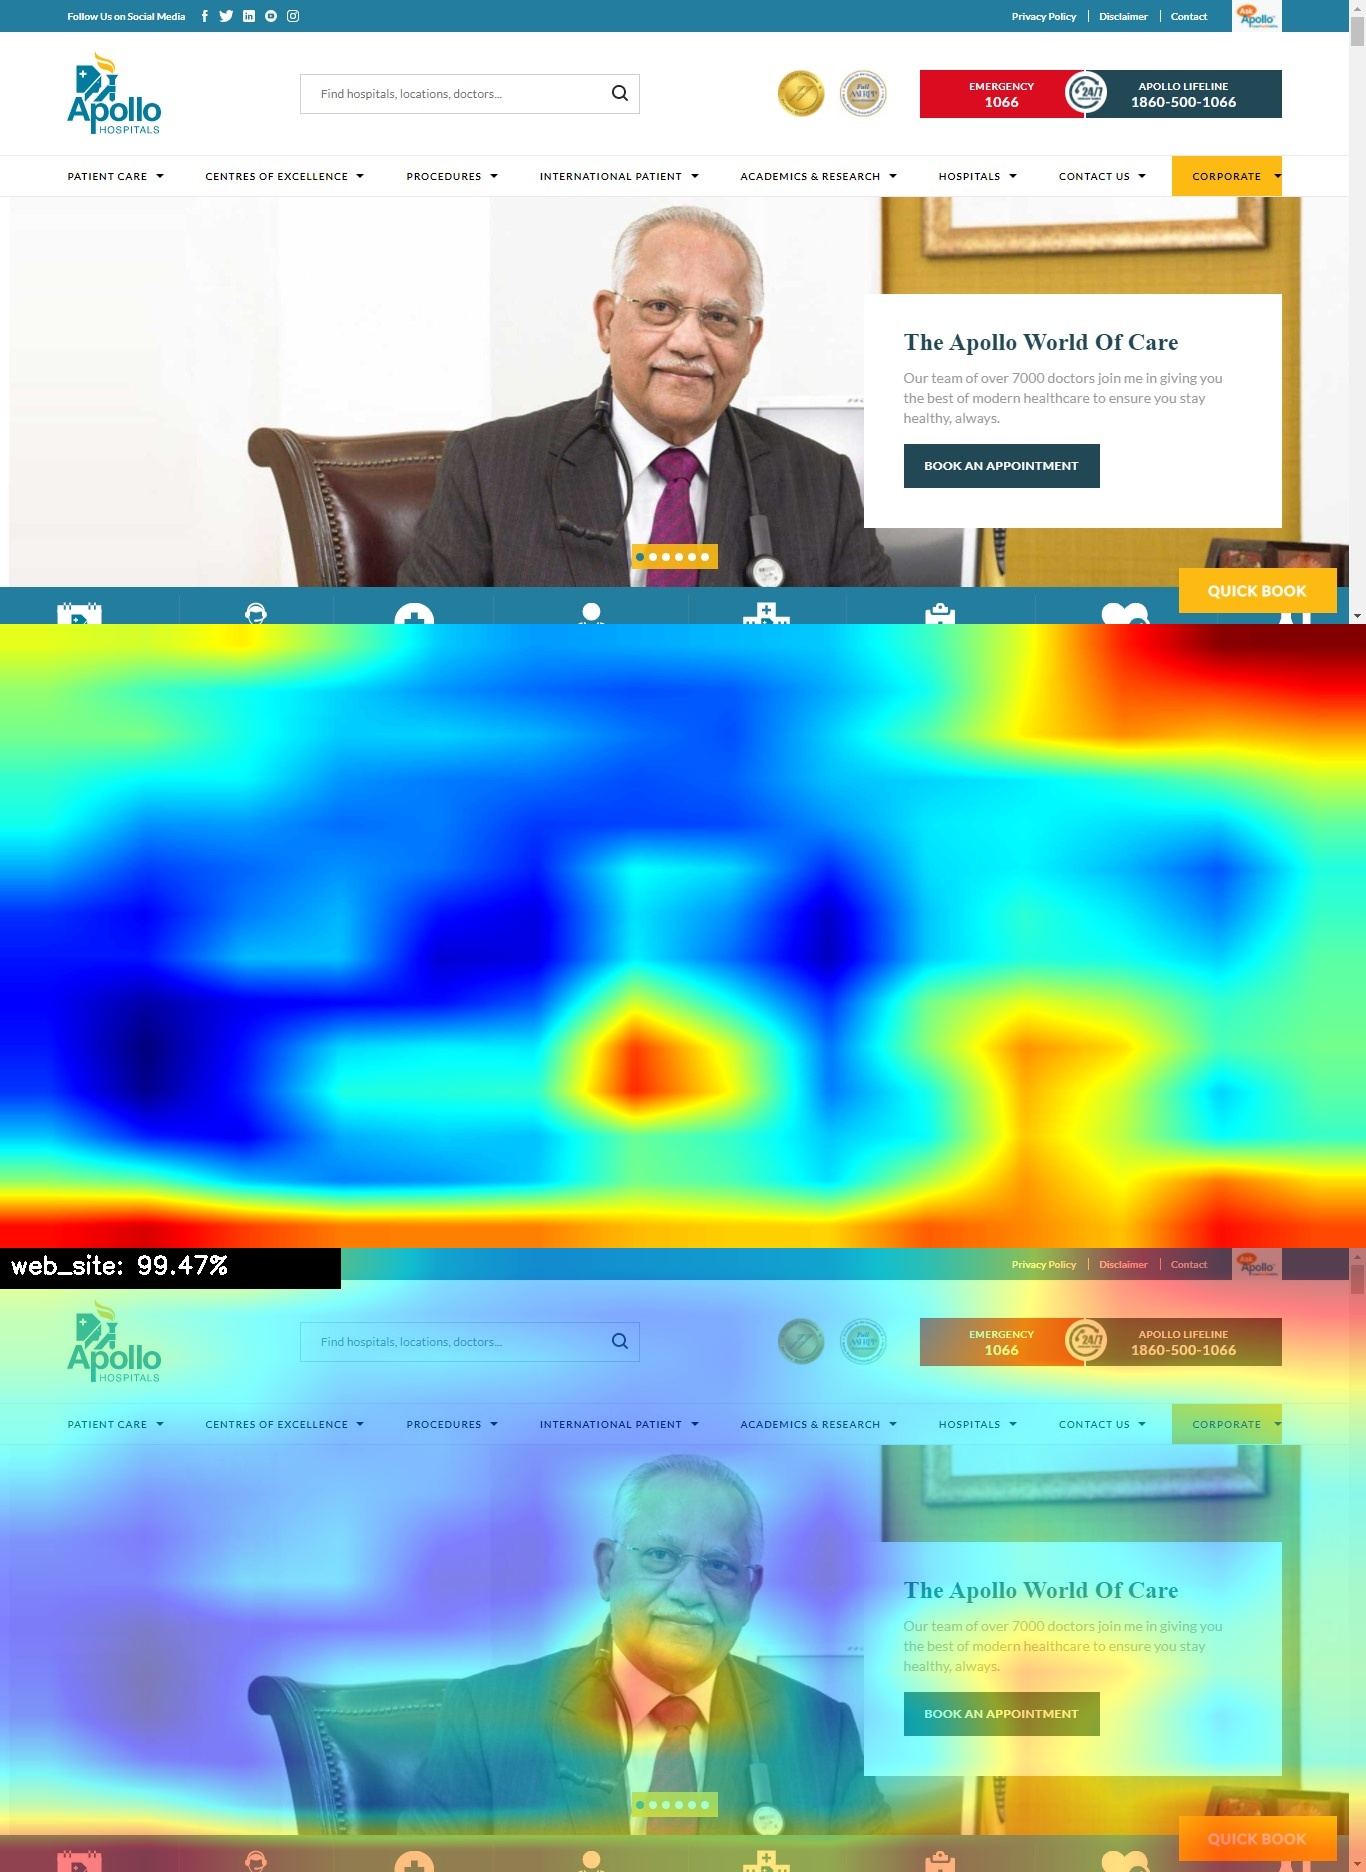 Follow Us on Social Media
Privacy Policy
Disclaimer
Contact
Ask
Apollo
Apollo
HOSPITALS
Find hospitals, locations, doctors...
EMERGENCY
1066
24/7
APOLLO LIFELINE
1860-500-1066
PATIENT CARE
CENTRES OF EXCELLENCE
PROCEDURES
INTERNATIONAL PATIENT
ACADEMICS & RESEARCH
HOSPITALS
CONTACT US
CORPORATE
The Apollo World Of Care
Our team of over 7000 doctors join me in giving you
the best of modern healthcare to ensure you stay
healthy, always.
BOOK AN APPOINTMENT
QUICK BOOK
web_site: 99.47%
Privacy Policy
Disclaimer
Contact
Ask
Apollo
Apollo
HOSPITALS
Find hospitals, locations, doctors...
EMERGENCY
1066
24/7
APOLLO LIFELINE
1860-500-1066
PATIENT CARE
CENTRES OF EXCELLENCE
PROCEDURES
INTERNATIONAL PATIENT
ACADEMICS & RESEARCH
HOSPITALS
CONTACT US
CORPORATE
The Apollo World Of Care
Our team of over 7000 doctors join me in giving you
the best of modern healthcare to ensure you stay
healthy, always.
BOOK AN APPOINTMENT
QUICK BOOK